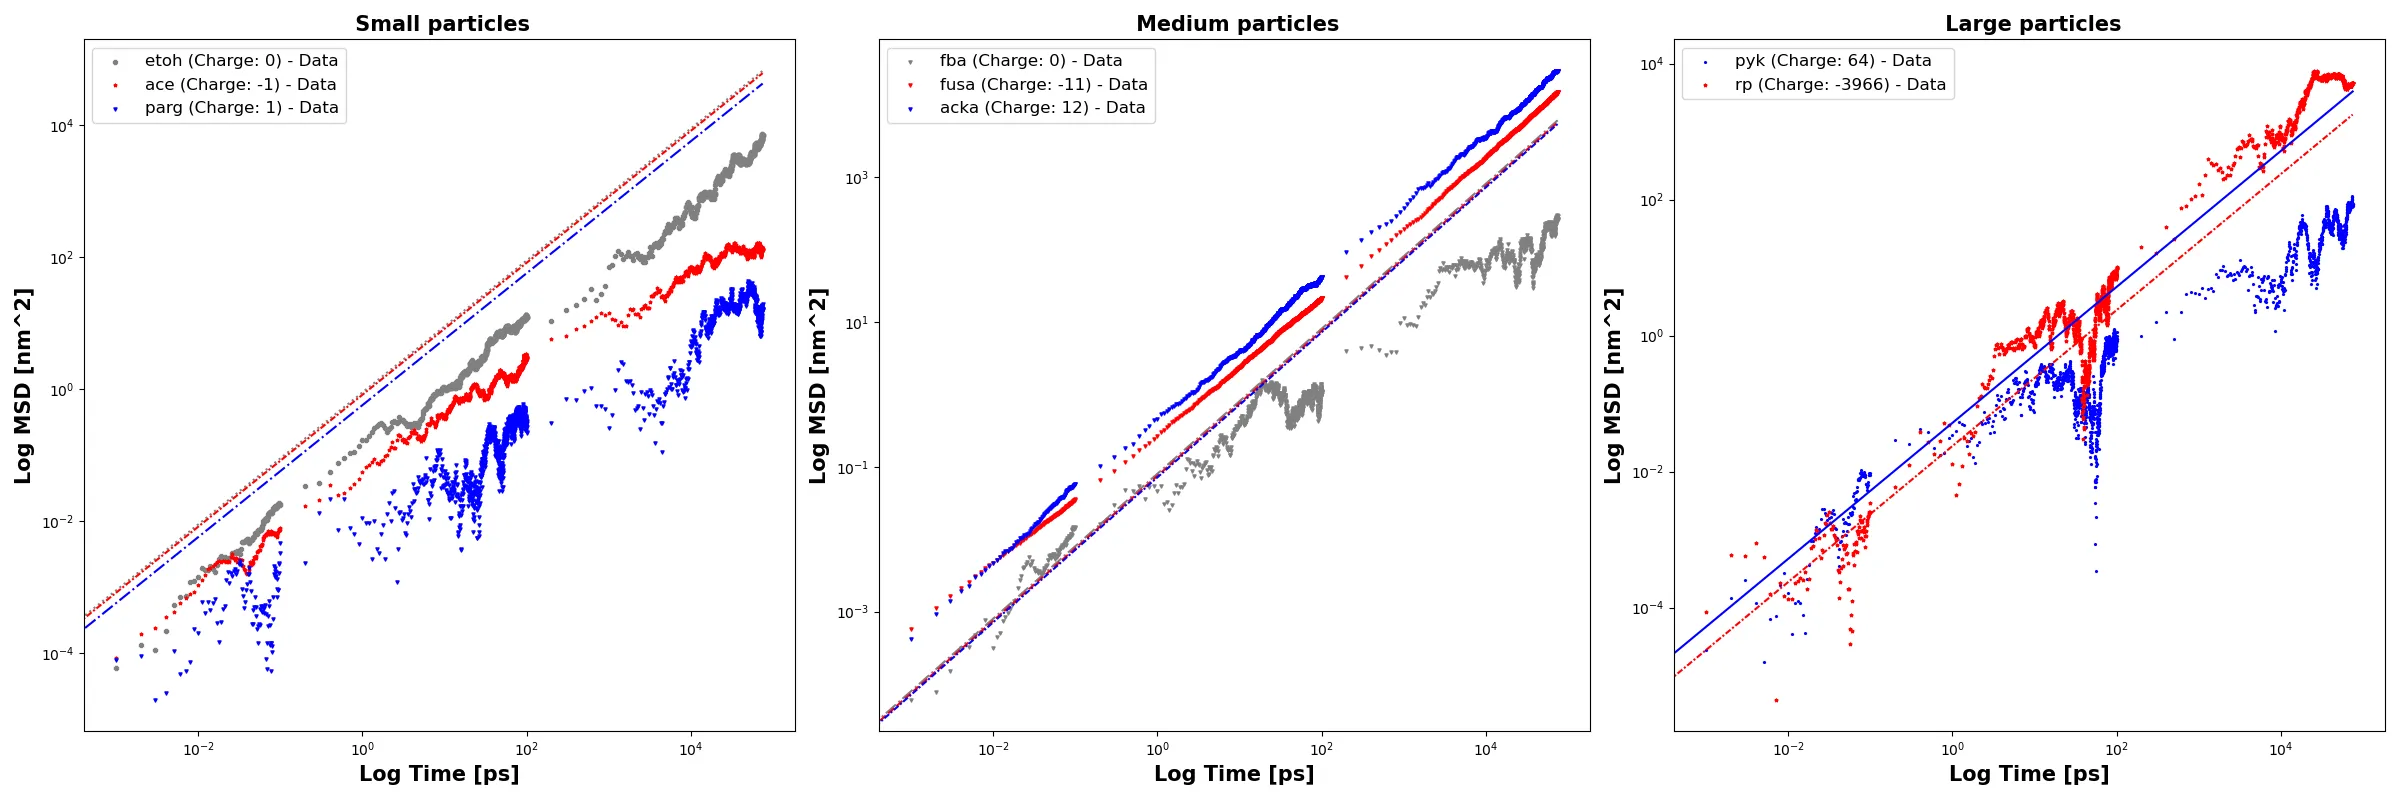 Small particles
etoh (Charge: 0) - Data
ace (Charge: -1) - Data
parg (Charge: 1) - Data
Log MSD [nm^2]
10^4
10^2
10^0
10^−2
10^−4
10^−2 10^0 10^2 10^4
Log Time [ps]
Medium particles
fba (Charge: 0) - Data
fusa (Charge: -11) - Data
acka (Charge: 12) - Data
Log MSD [nm^2]
10^3
10^1
10^−1
10^−3
10^−2 10^0 10^2 10^4
Log Time [ps]
Large particles
pyk (Charge: 64) - Data
rp (Charge: -3966) - Data
Log MSD [nm^2]
10^4
10^2
10^0
10^−2
10^−4
10^−2 10^0 10^2 10^4
Log Time [ps]